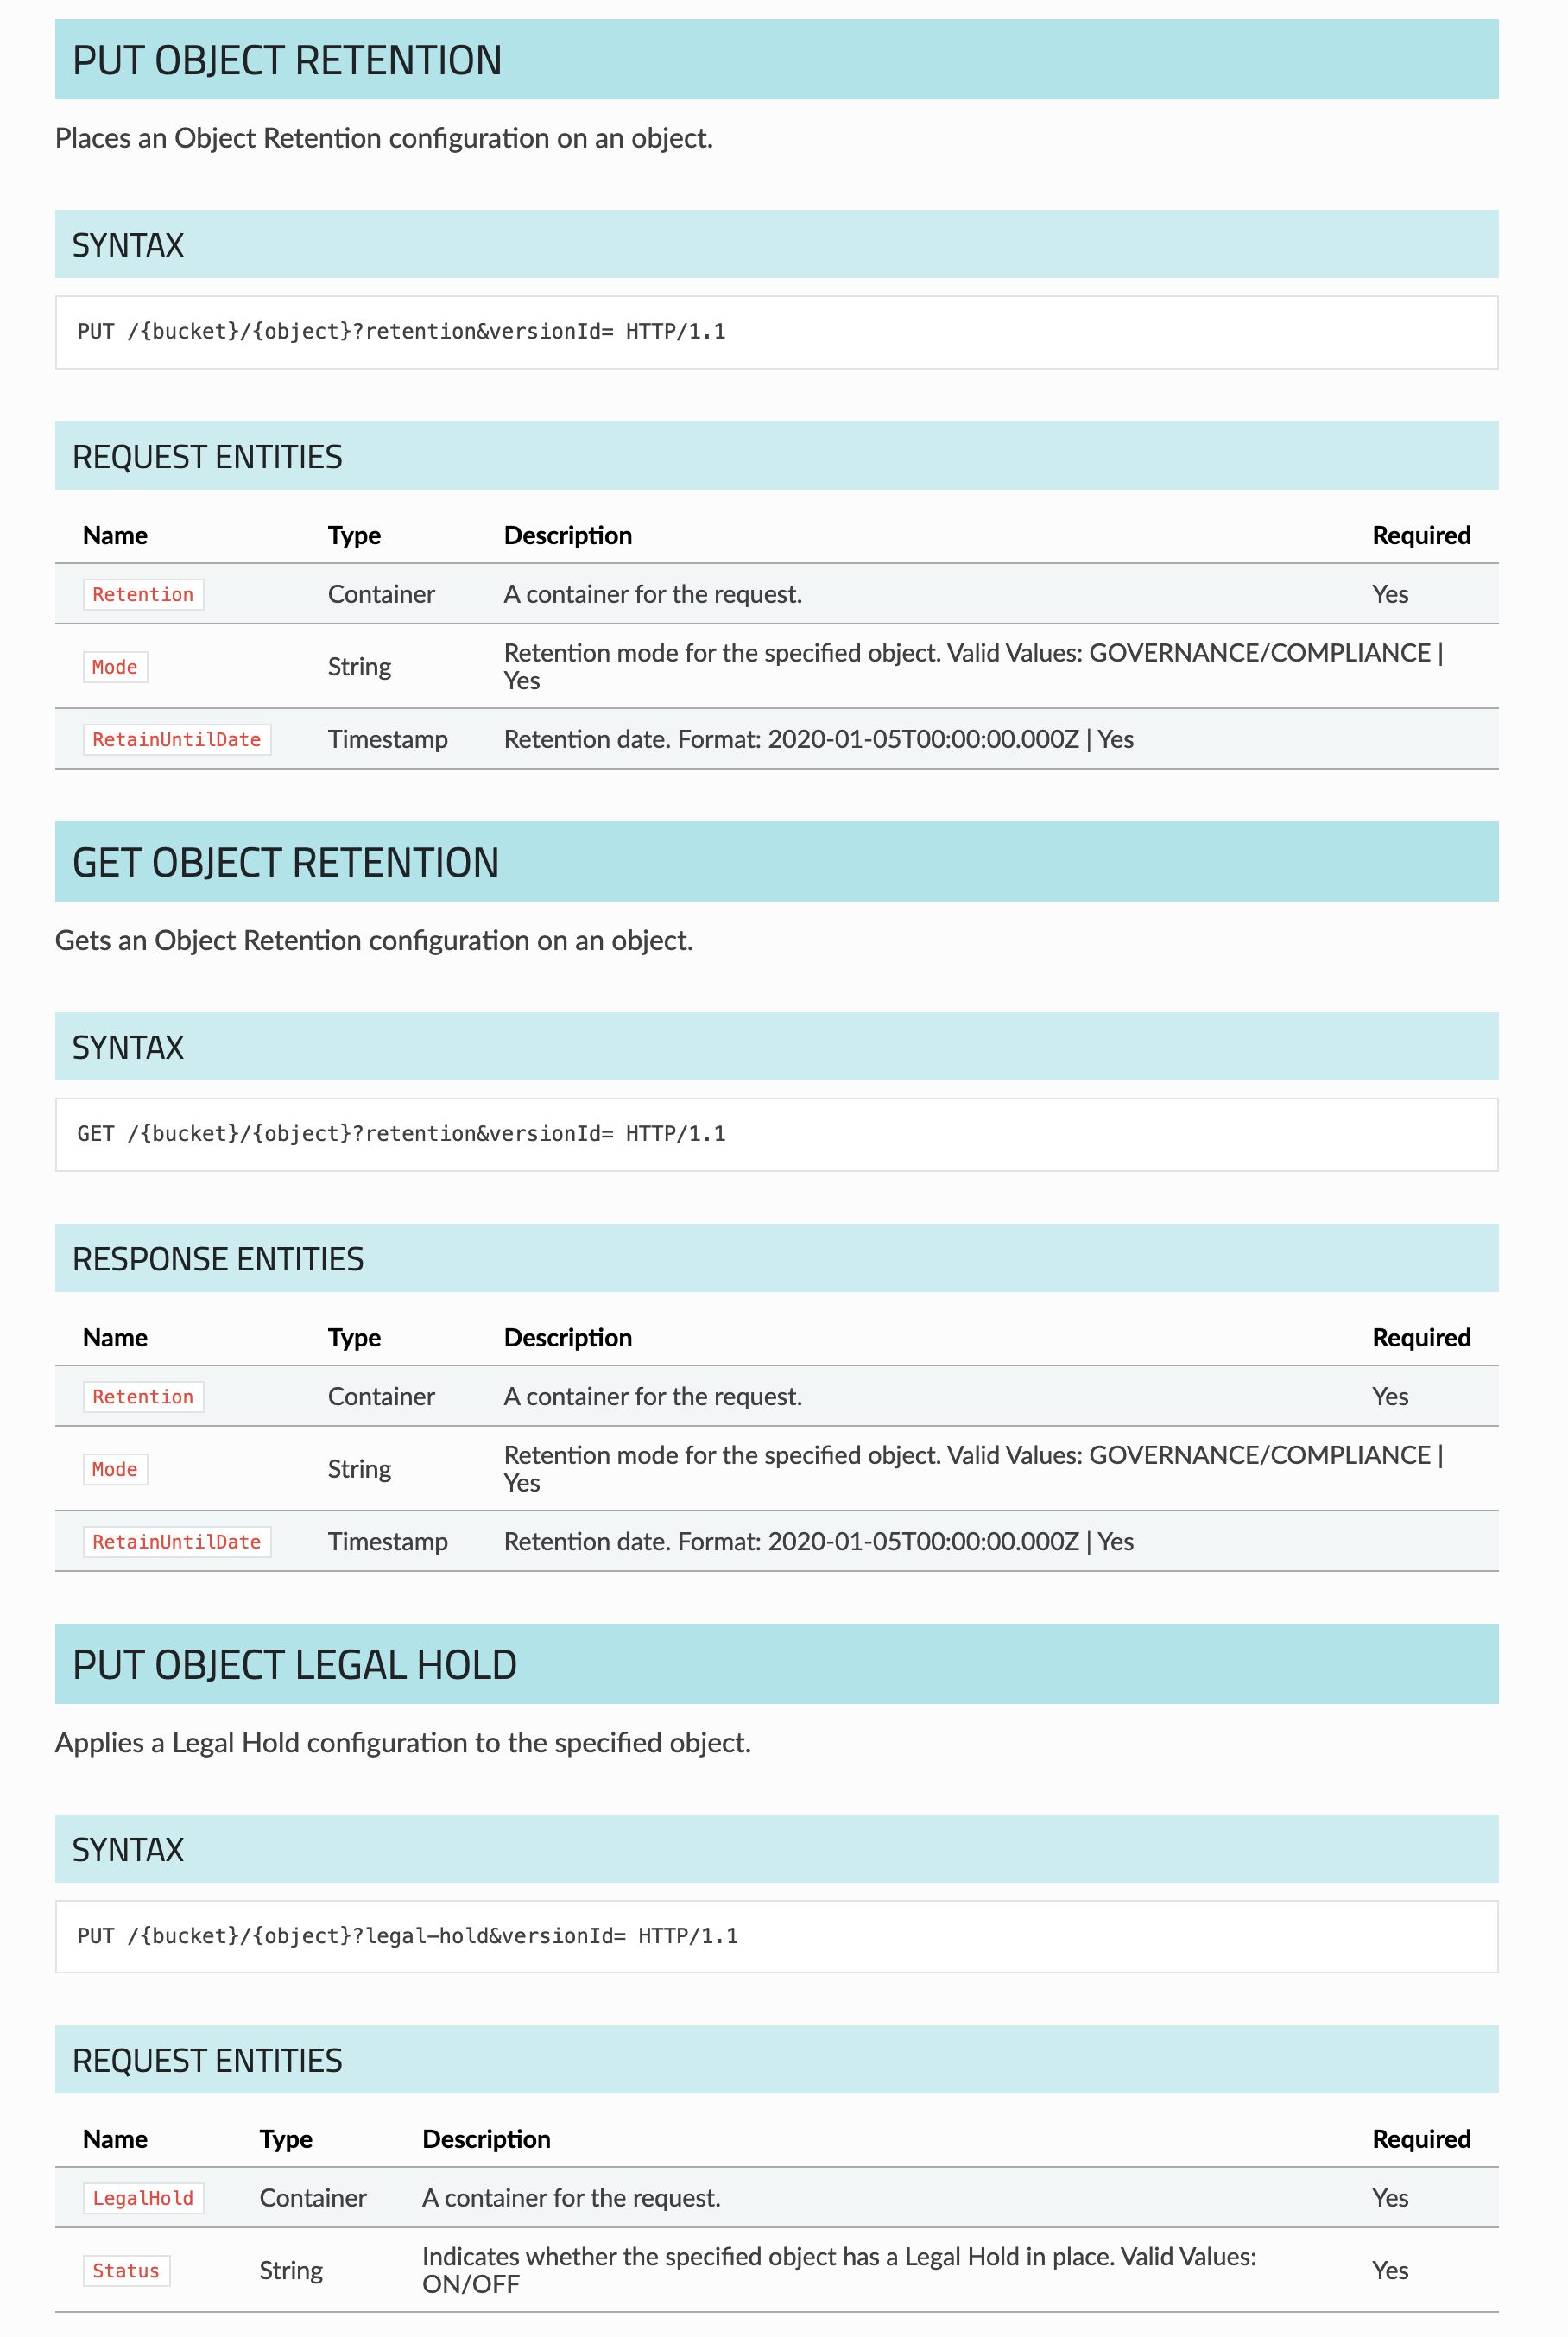 PUT OBJECT RETENTION
Places an Object Retention configuration on an object.
SYNTAX
PUT /{bucket}/{object}?retention&versionId= HTTP/1.1
REQUEST ENTITIES
Name Type Description Required
Retention Container A container for the request. Yes
Mode String Retention mode for the specified object. Valid Values: GOVERNANCE/COMPLIANCE |
Yes
RetainUntilDate Timestamp Retention date. Format: 2020-01-05T00:00:00.000Z | Yes
GET OBJECT RETENTION
Gets an Object Retention configuration on an object.
SYNTAX
GET /{bucket}/{object}?retention&versionId= HTTP/1.1
RESPONSE ENTITIES
Name Type Description Required
Retention Container A container for the request. Yes
Mode String Retention mode for the specified object. Valid Values: GOVERNANCE/COMPLIANCE |
Yes
RetainUntilDate Timestamp Retention date. Format: 2020-01-05T00:00:00.000Z | Yes
PUT OBJECT LEGAL HOLD
Applies a Legal Hold configuration to the specified object.
SYNTAX
PUT /{bucket}/{object}?legal-hold&versionId= HTTP/1.1
REQUEST ENTITIES
Name Type Description Required
LegalHold Container A container for the request. Yes
Status String Indicates whether the specified object has a Legal Hold in place. Valid Values: Yes
ON/OFF